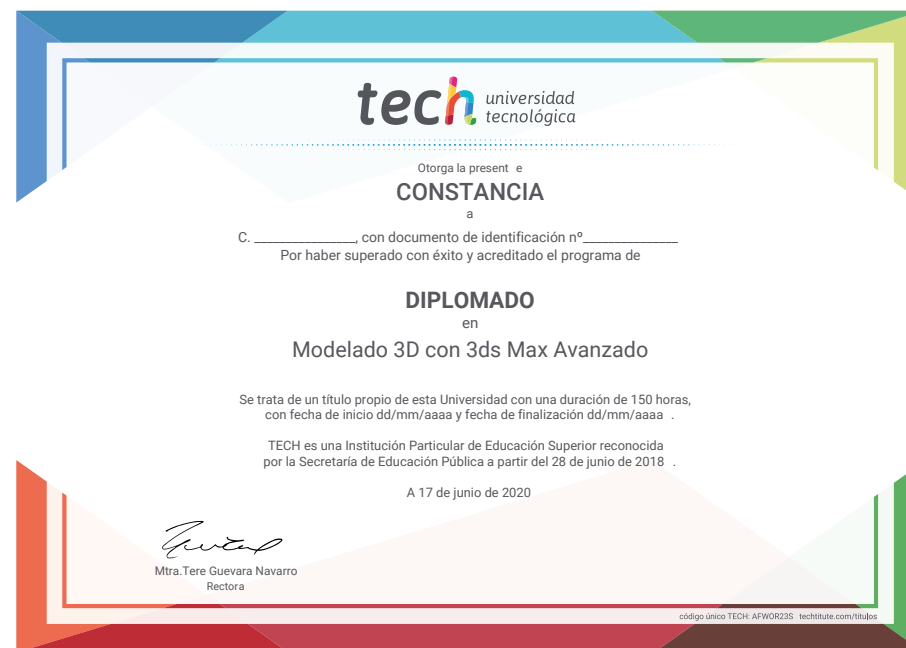 tech universidad
tecnológica
Otorga la present e
CONSTANCIA
a
C. _______________, con documento de identificación nº______________
Por haber superado con éxito y acreditado el programa de
DIPLOMADO
en
Modelado 3D con 3ds Max Avanzado
Se trata de un título propio de esta Universidad con una duración de 150 horas,
con fecha de inicio dd/mm/aaaa y fecha de finalización dd/mm/aaaa .
TECH es una Institución Particular de Educación Superior reconocida
por la Secretaría de Educación Pública a partir del 28 de junio de 2018 .
A 17 de junio de 2020
Mtra.Tere Guevara Navarro
Rectora
código único TECH: AFWOR23S techtitute.com/titulos